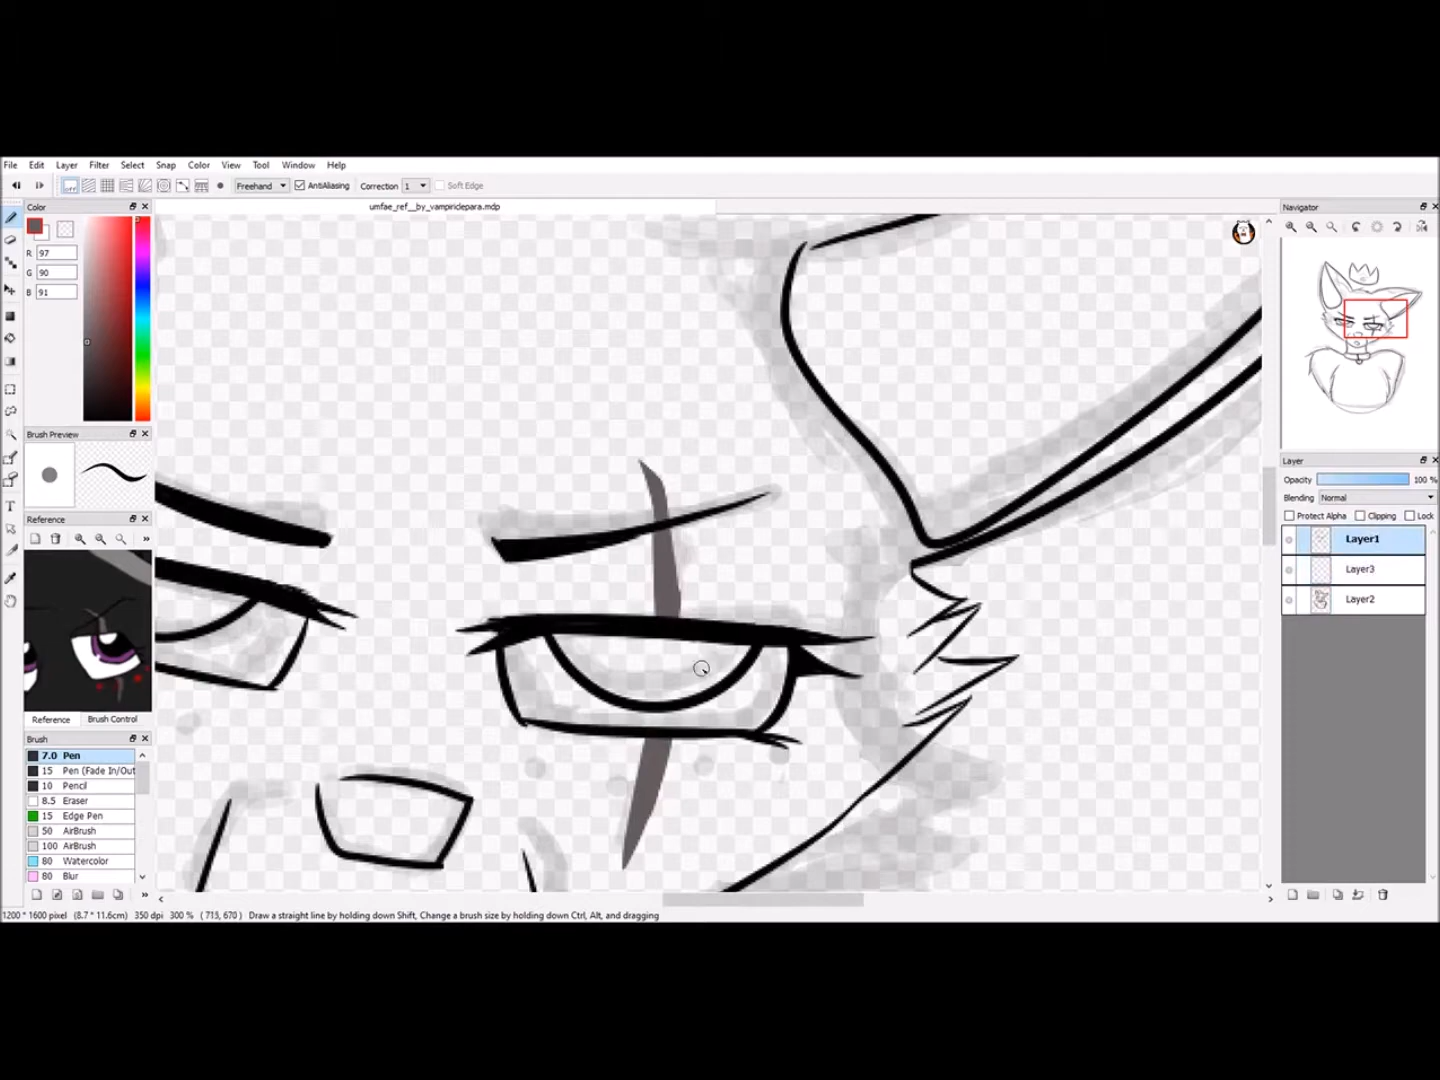 File Edit Layer Filter Select Snap Color View Tool Window Help
Freehand AntiAliasing Correction 1 Soft Edge
Color
umfae_ref__by_vampiridepara.mdp
Navigator
R 97
G 90
B 91
Brush Preview
Layer
Opacity 100 %
Blending Normal
Protect Alpha Clipping Lock
Layer1
Layer3
Layer2
Reference
Reference Brush Control
Brush
7.0 Pen
15 Pen (Fade In/Out
10 Pencil
8.5 Eraser
15 Edge Pen
50 AirBrush
100 AirBrush
80 Watercolor
80 Blur
1200 * 1600 pixel (8.7 * 11.6cm) 350 dpi 300 % ( 713, 670 ) Draw a straight line by holding down Shift, Change a brush size by holding down Ctrl, Alt, and dragging